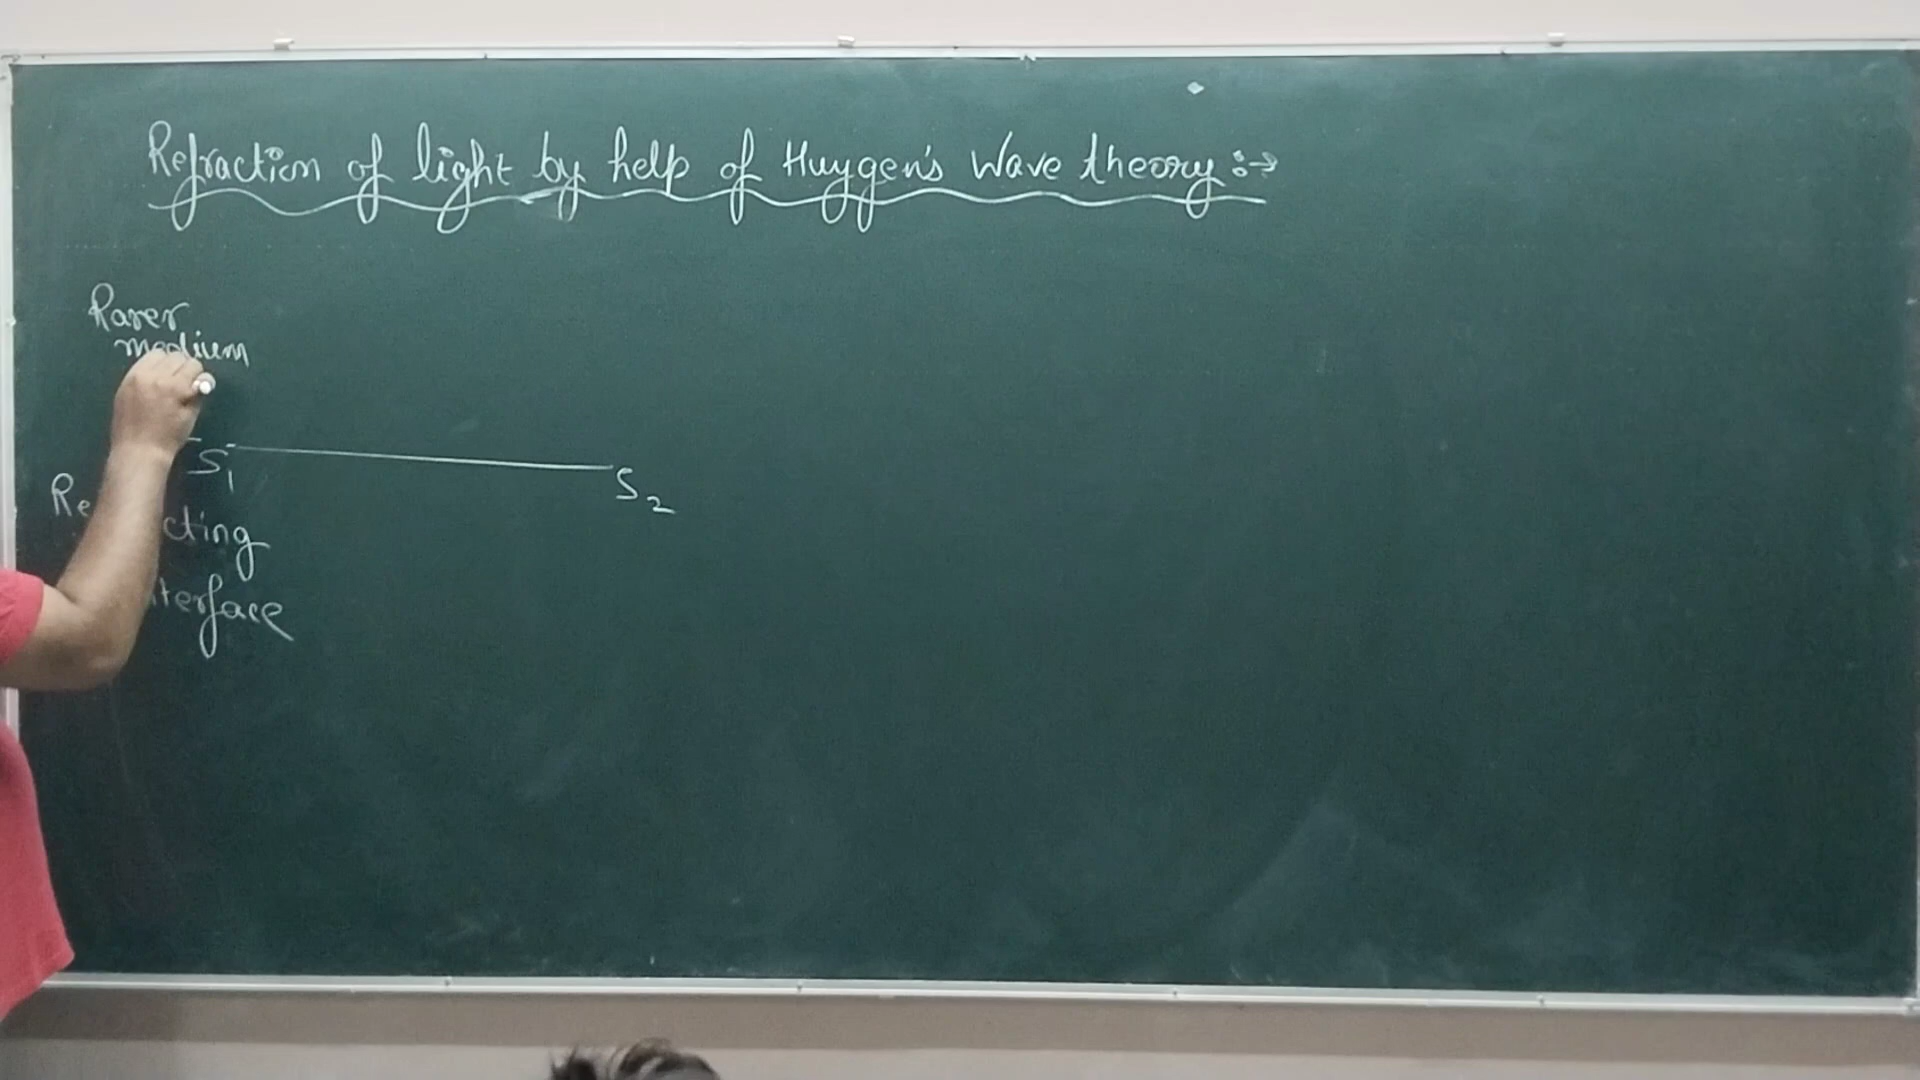 Refraction of light by help of Huygen's Wave theory :→
Rarer
medium
S1
S2
cting
terface